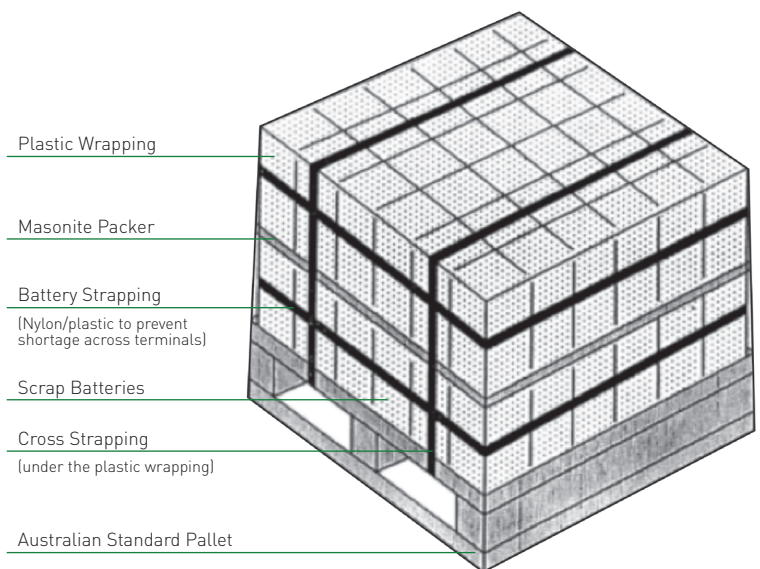 Plastic Wrapping
Masonite Packer
Battery Strapping
(Nylon/plastic to prevent
shortage across terminals)
Scrap Batteries
Cross Strapping
(under the plastic wrapping)
Australian Standard Pallet